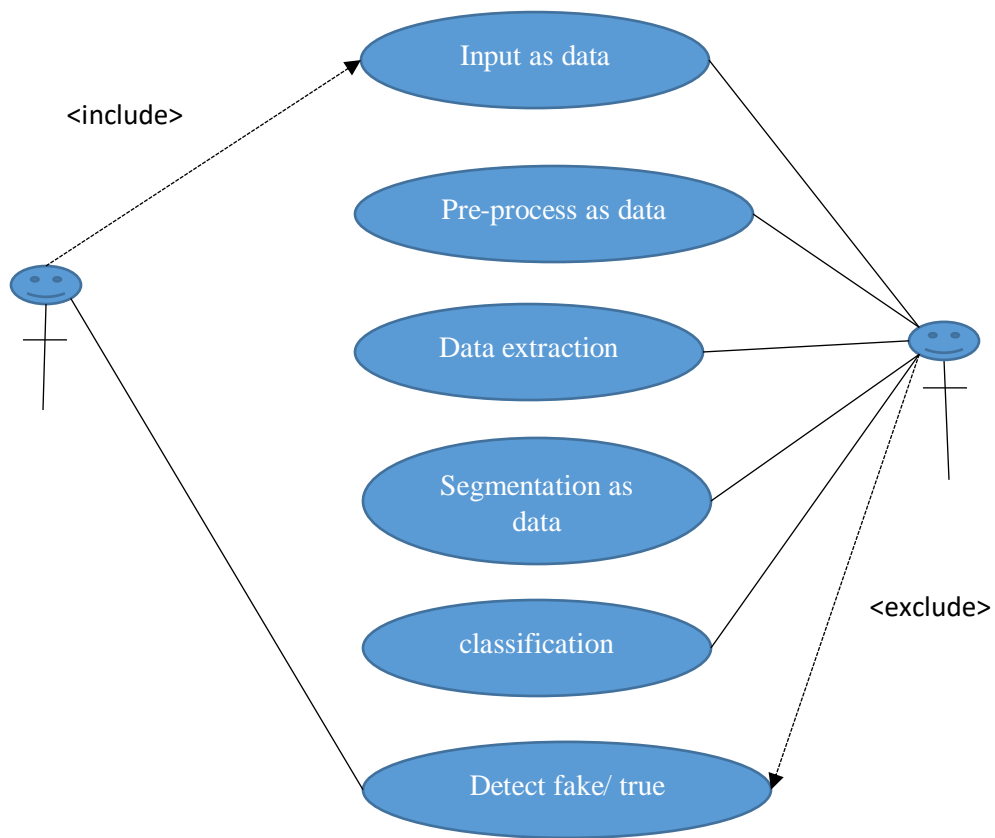 Input as data
<include>
Pre-process as data
Data extraction
Segmentation as
data
<exclude>
classification
Detect fake/ true